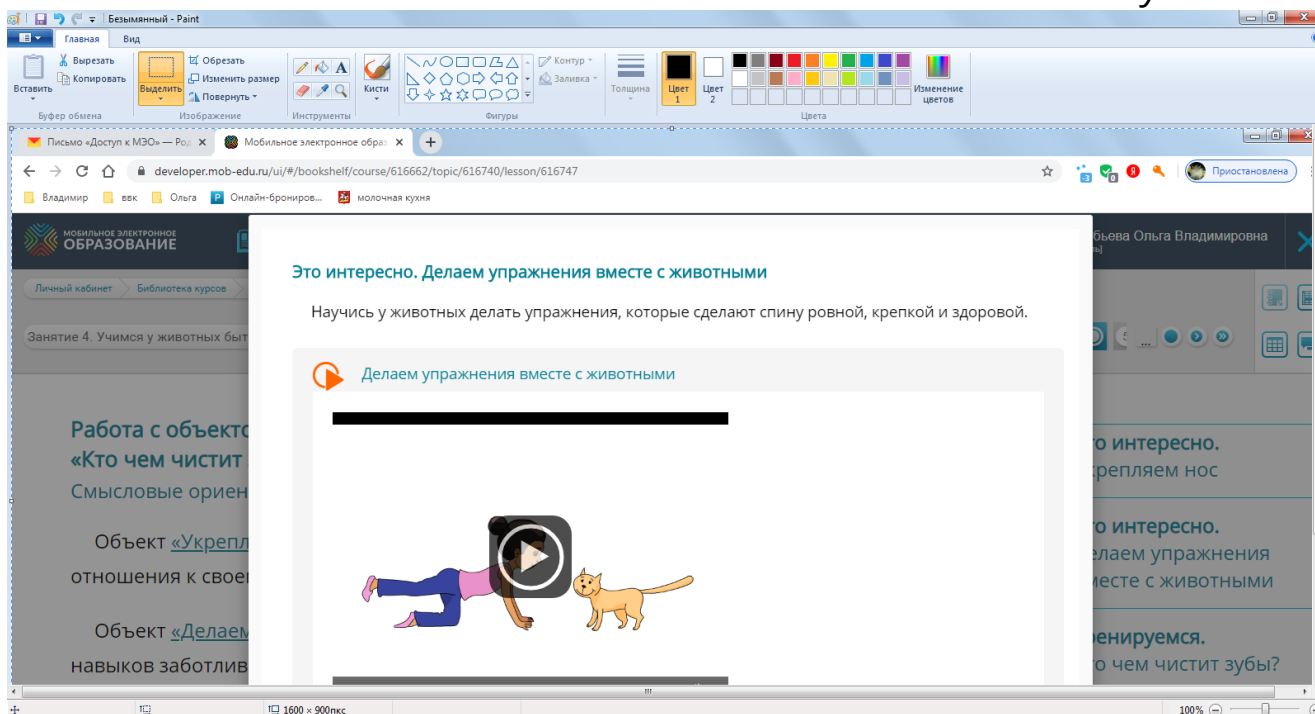 у
Безымянный - Paint
Главная Вид
Вставить
Вырезать
Копировать
Буфер обмена
Выделить
Обрезать
Изменить размер
Повернуть
Изображение
A
Инструменты
Кисти
Контур
Заливка
Фигуры
Толщина
Цвет 1
Цвет 2
Изменение цветов
Цвета
Письмо «Доступ к МЭО» — Род x
Мобильное электронное образ x +
developer.mob-edu.ru/ui/#/bookshelf/course/616662/topic/616740/lesson/616747
Приостановлена
Владимир ввк Ольга Онлайн-брониров... молочная кухня
МОБИЛЬНОЕ ЭЛЕКТРОННОЕ
ОБРАЗОВАНИЕ
бьева Ольга Владимировна
Личный кабинет Библиотека курсов
Занятие 4. Учимся у животных быт
Это интересно. Делаем упражнения вместе с животными
Научись у животных делать упражнения, которые сделают спину ровной, крепкой и здоровой.
Делаем упражнения вместе с животными
Работа с объекто
«Кто чем чистит
Смысловые ориен
Объект «Укрепл
отношения к своем
Объект «Делаем
навыков заботлив
о интересно.
крепляем нос
о интересно.
елаем упражнения
месте с животными
ренируемся.
о чем чистит зубы?
1600 × 900пкс
100%